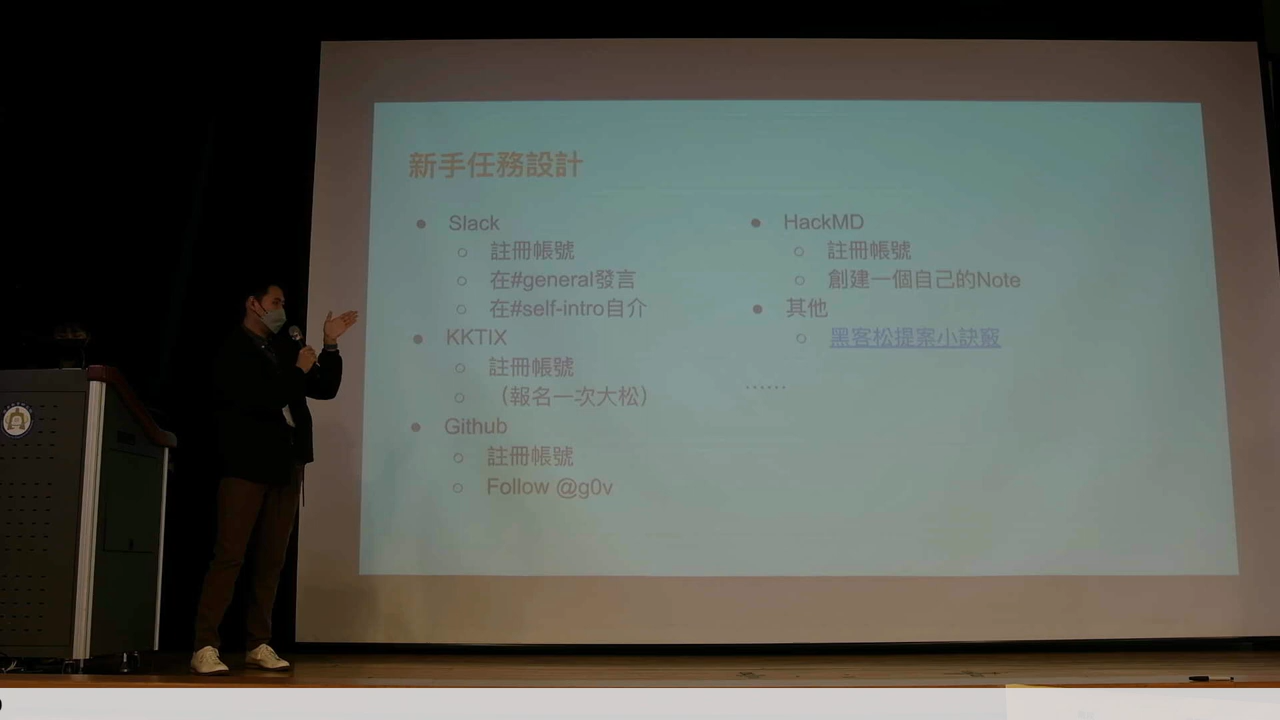 新手任務設計
Slack
註冊帳號
在#general發言
在#self-intro自介
KKTIX
註冊帳號
（報名一次大松）
Github
註冊帳號
Follow @g0v
HackMD
註冊帳號
創建一個自己的Note
其他
黑客松提案小訣竅
......